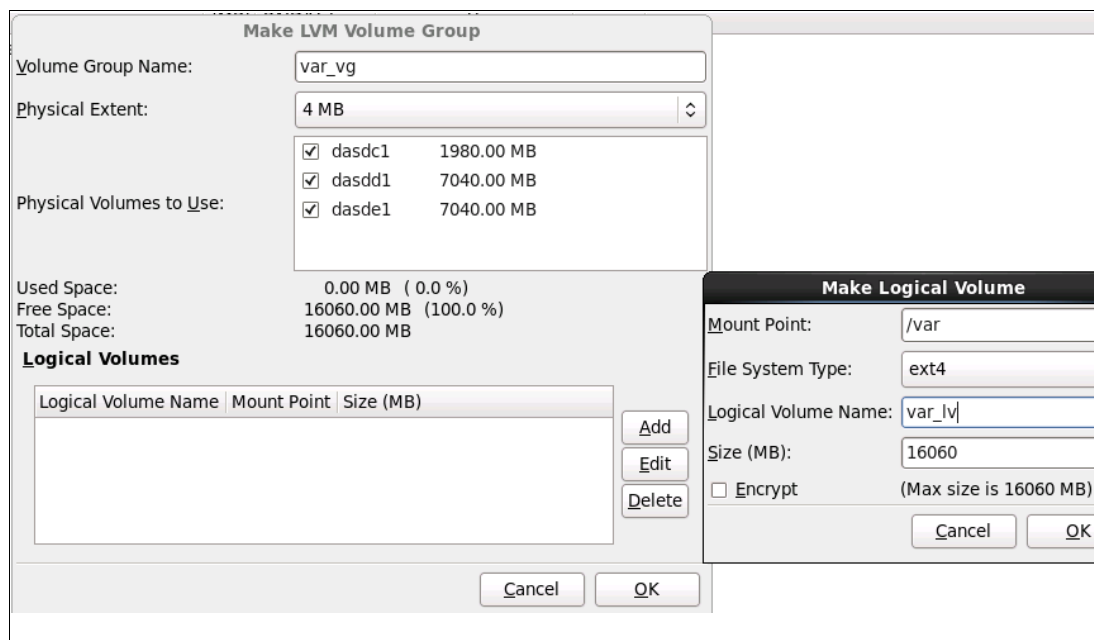 Make LVM Volume Group
Volume Group Name: var_vg
Physical Extent: 4 MB
Physical Volumes to Use:
dasdc1 1980.00 MB
dasdd1 7040.00 MB
dasde1 7040.00 MB
Used Space: 0.00 MB ( 0.0 %)
Free Space: 16060.00 MB (100.0 %)
Total Space: 16060.00 MB
Logical Volumes
Logical Volume Name Mount Point Size (MB)
Add
Edit
Delete
Cancel OK
Make Logical Volume
Mount Point: /var
File System Type: ext4
Logical Volume Name: var_lv
Size (MB): 16060
Encrypt (Max size is 16060 MB)
Cancel OK